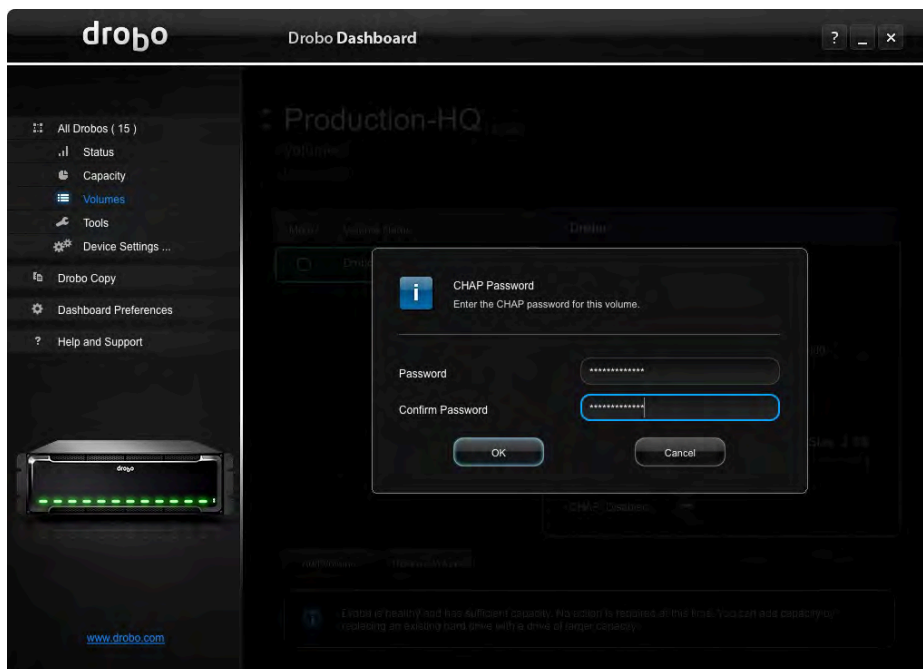 drobo
Drobo Dashboard
?
All Drobos ( 15 )
Status
Capacity
Volumes
Tools
Device Settings ...
Drobo Copy
Dashboard Preferences
? Help and Support
drobo
www.drobo.com
Production-HQ
Volumes
Drobo
CHAP Password
Enter the CHAP password for this volume.
Password *************
Confirm Password *************
OK Cancel
Drobo is healthy and has sufficient capacity. No action is required at this time. You can add capacity by
replacing an existing hard drive with a drive of larger capacity.